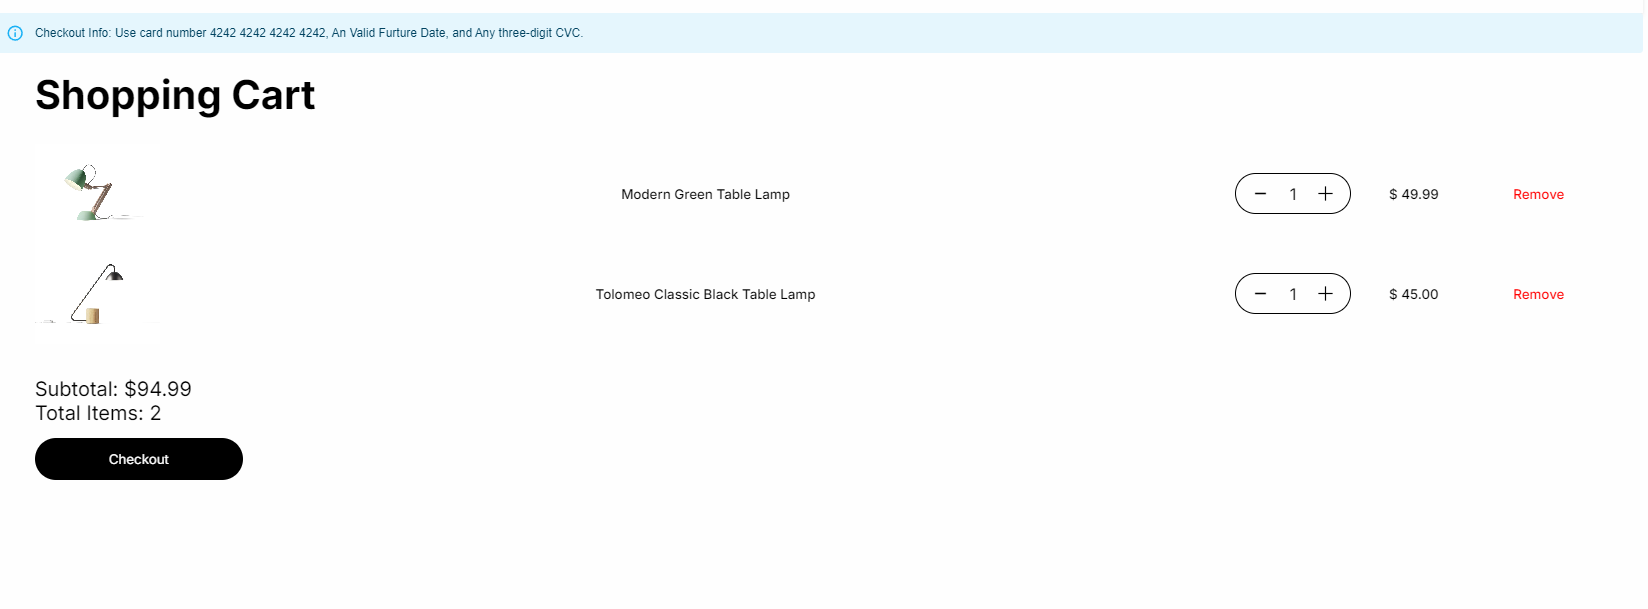 Checkout Info: Use card number 4242 4242 4242 4242, An Valid Furture Date, and Any three-digit CVC.
Shopping Cart
Modern Green Table Lamp − 1 + $ 49.99 Remove
Tolomeo Classic Black Table Lamp − 1 + $ 45.00 Remove
Subtotal: $94.99
Total Items: 2
Checkout